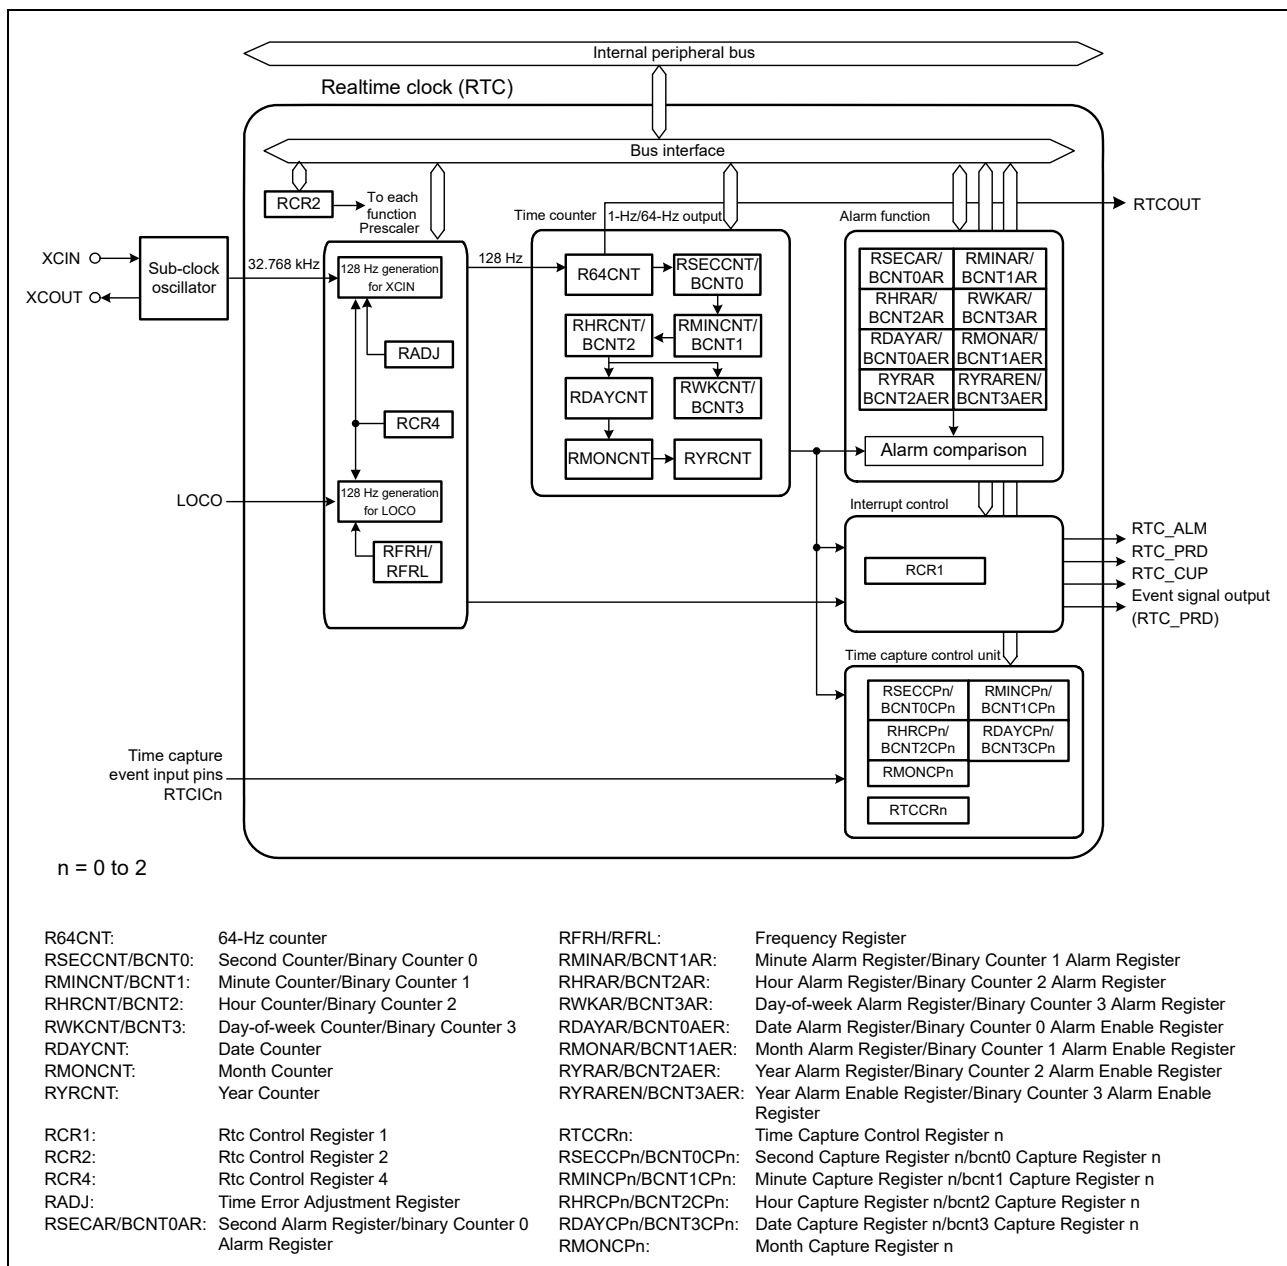 Internal peripheral bus
Realtime clock (RTC)
Bus interface
RCR2
To each
function
Prescaler
Time counter
1-Hz/64-Hz output
Alarm function
RTCOUT
XCIN
XCOUT
Sub-clock
oscillator
32.768 kHz
128 Hz generation
for XCIN
128 Hz
R64CNT
RSECCNT/
BCNT0
RHRCNT/
BCNT2
RMINCNT/
BCNT1
RDAYCNT
RWKCNT/
BCNT3
RMONCNT
RYRCNT
RADJ
RCR4
LOCO
128 Hz generation
for LOCO
RFRH/
RFRL
RSECAR/
BCNT0AR
RMINAR/
BCNT1AR
RHRAR/
BCNT2AR
RWKAR/
BCNT3AR
RDAYAR/
BCNT0AER
RMONAR/
BCNT1AER
RYRAR
BCNT2AER
RYRAREN/
BCNT3AER
Alarm comparison
Interrupt control
RCR1
RTC_ALM
RTC_PRD
RTC_CUP
Event signal output
(RTC_PRD)
Time capture control unit
RSECCPn/
BCNT0CPn
RMINCPn/
BCNT1CPn
RHRCPn/
BCNT2CPn
RDAYCPn/
BCNT3CPn
RMONCPn
RTCCRn
Time capture
event input pins
RTCICn
n = 0 to 2
R64CNT: 64-Hz counter
RSECCNT/BCNT0: Second Counter/Binary Counter 0
RMINCNT/BCNT1: Minute Counter/Binary Counter 1
RHRCNT/BCNT2: Hour Counter/Binary Counter 2
RWKCNT/BCNT3: Day-of-week Counter/Binary Counter 3
RDAYCNT: Date Counter
RMONCNT: Month Counter
RYRCNT: Year Counter
RCR1: Rtc Control Register 1
RCR2: Rtc Control Register 2
RCR4: Rtc Control Register 4
RADJ: Time Error Adjustment Register
RSECAR/BCNT0AR: Second Alarm Register/binary Counter 0
Alarm Register
RFRH/RFRL: Frequency Register
RMINAR/BCNT1AR: Minute Alarm Register/Binary Counter 1 Alarm Register
RHRAR/BCNT2AR: Hour Alarm Register/Binary Counter 2 Alarm Register
RWKAR/BCNT3AR: Day-of-week Alarm Register/Binary Counter 3 Alarm Register
RDAYAR/BCNT0AER: Date Alarm Register/Binary Counter 0 Alarm Enable Register
RMONAR/BCNT1AER: Month Alarm Register/Binary Counter 1 Alarm Enable Register
RYRAR/BCNT2AER: Year Alarm Register/Binary Counter 2 Alarm Enable Register
RYRAREN/BCNT3AER: Year Alarm Enable Register/Binary Counter 3 Alarm Enable
Register
RTCCRn: Time Capture Control Register n
RSECCPn/BCNT0CPn: Second Capture Register n/bcnt0 Capture Register n
RMINCPn/BCNT1CPn: Minute Capture Register n/bcnt1 Capture Register n
RHRCPn/BCNT2CPn: Hour Capture Register n/bcnt2 Capture Register n
RDAYCPn/BCNT3CPn: Date Capture Register n/bcnt3 Capture Register n
RMONCPn: Month Capture Register n